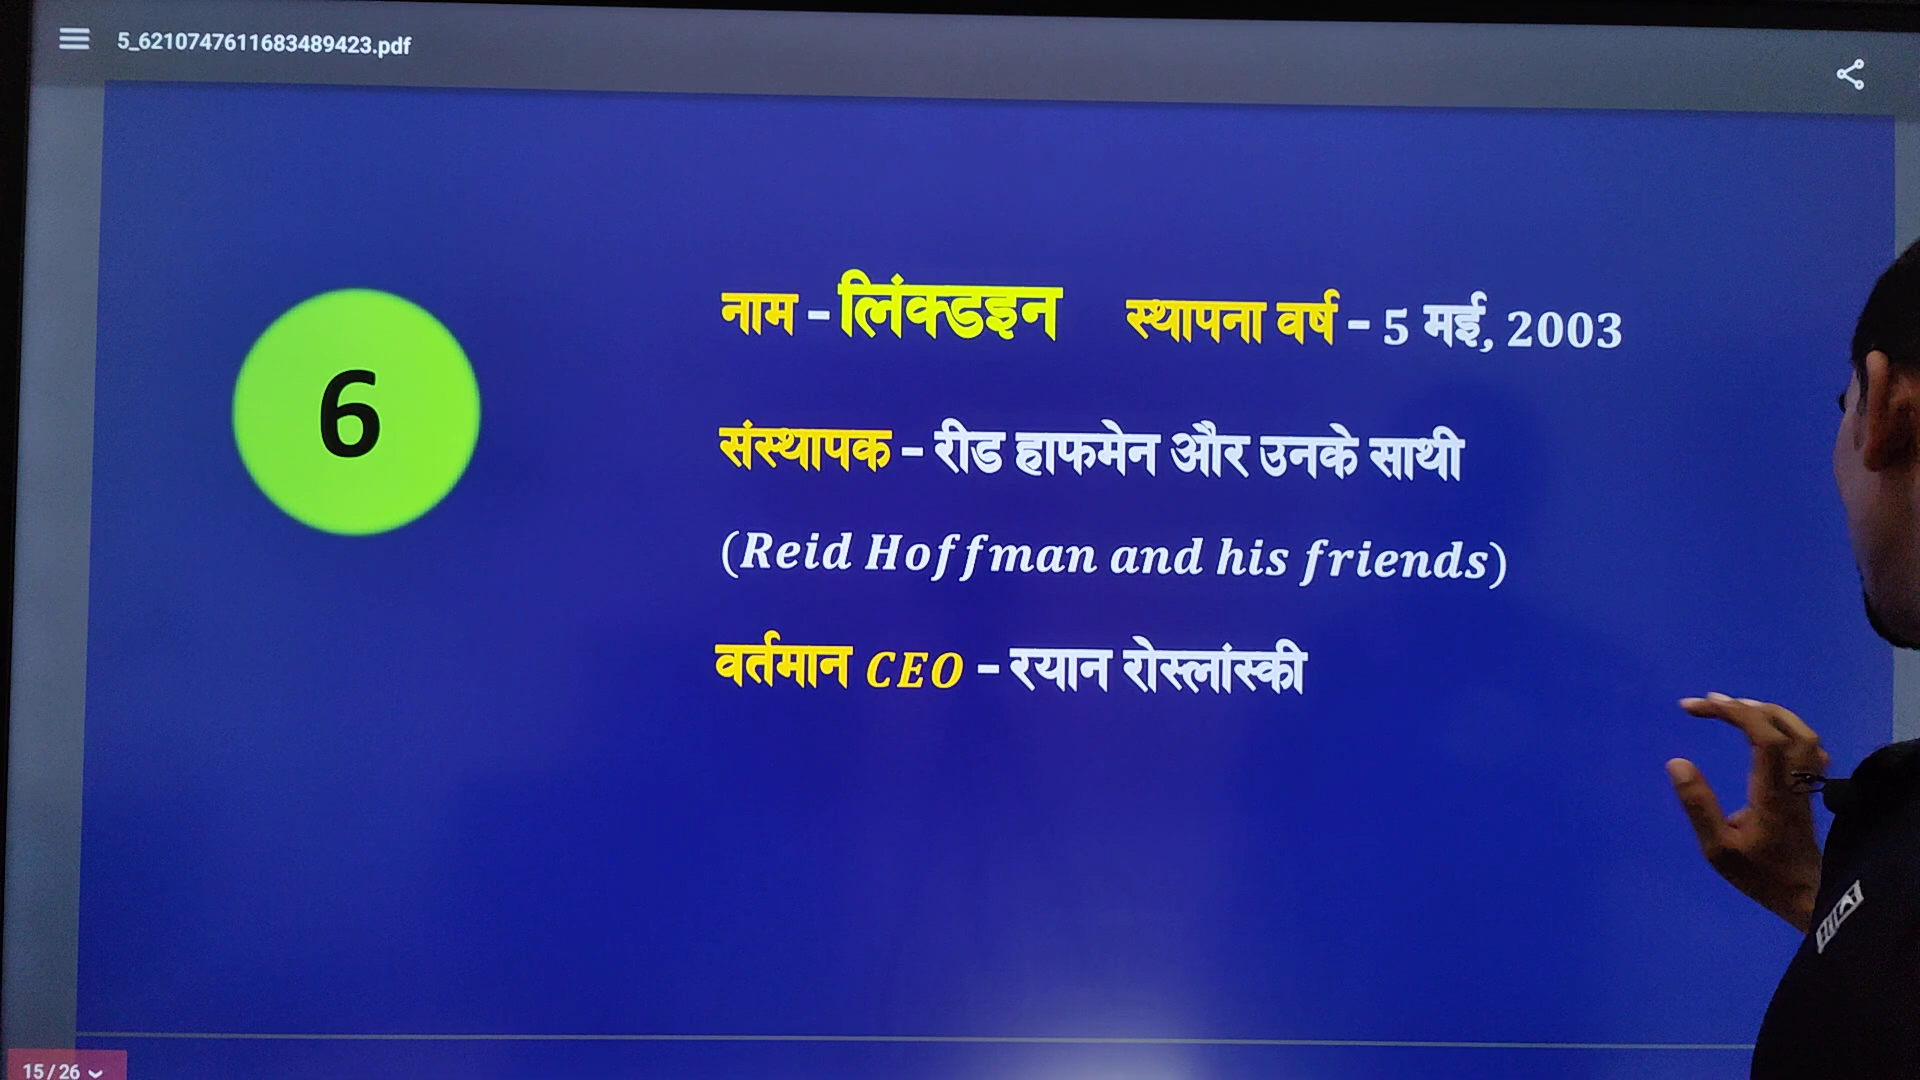 5_6210747611683489423.pdf
6
नाम – लिंक्डइन स्थापना वर्ष – 5 मई, 2003
संस्थापक – रीड हाफमेन और उनके साथी
(Reid Hoffman and his friends)
वर्तमान CEO – रयान रोस्लांस्की
15 / 26